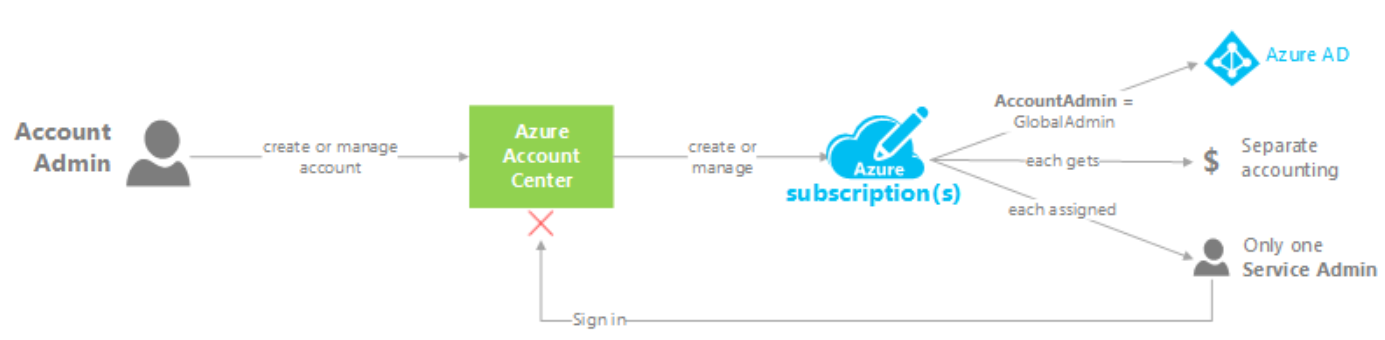 Account
Admin
create or manage
account
Azure
Account
Center
create or
manage
Azure
subscription(s)
AccountAdmin =
GlobalAdmin
Azure AD
each gets
$
Separate
accounting
each assigned
Only one
Service Admin
Sign in